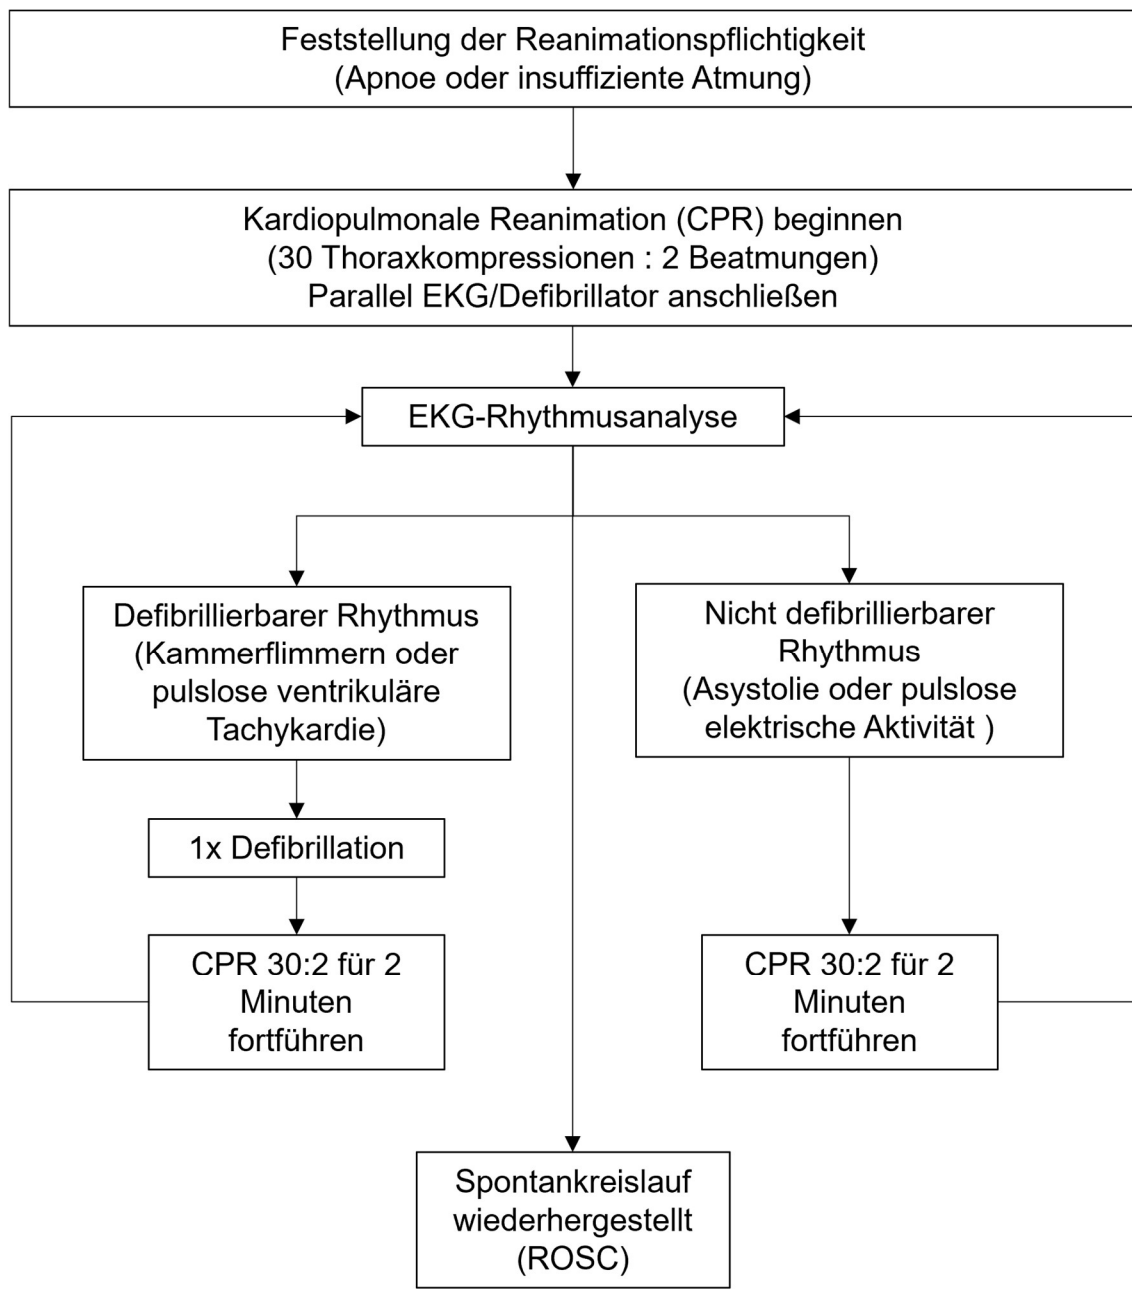 Feststellung der Reanimationspflichtigkeit
(Apnoe oder insuffiziente Atmung)
Kardiopulmonale Reanimation (CPR) beginnen
(30 Thoraxkompressionen : 2 Beatmungen)
Parallel EKG/Defibrillator anschließen
EKG-Rhythmusanalyse
Defibrillierbarer Rhythmus
(Kammerflimmern oder
pulslose ventrikuläre
Tachykardie)
1x Defibrillation
CPR 30:2 für 2
Minuten
fortführen
Nicht defibrillierbarer
Rhythmus
(Asystolie oder pulslose
elektrische Aktivität )
CPR 30:2 für 2
Minuten
fortführen
Spontankreislauf
wiederhergestellt
(ROSC)